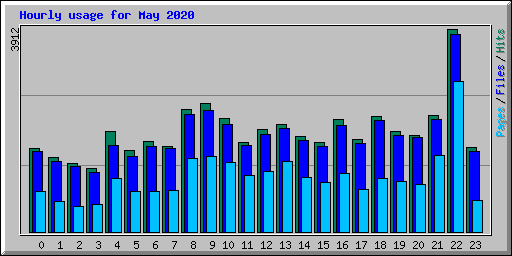 Hourly usage for May 2020
3912
Pages / Files / Hits
0 1 2 3 4 5 6 7 8 9 10 11 12 13 14 15 16 17 18 19 20 21 22 23